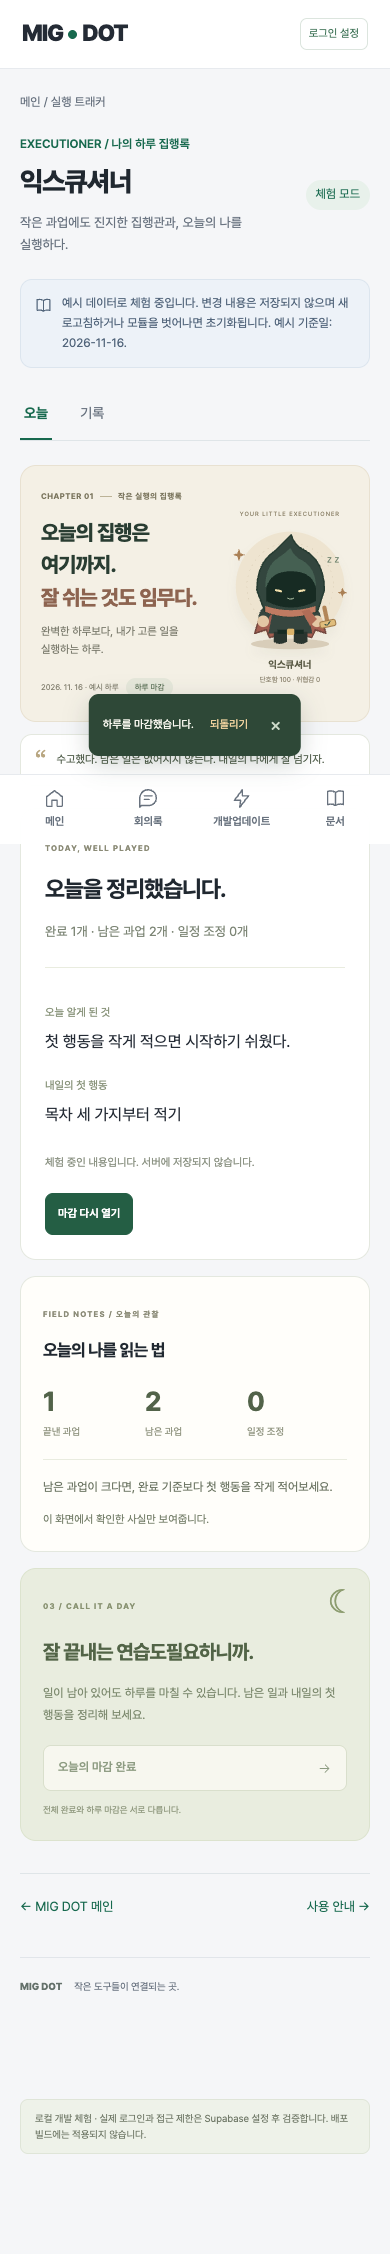 MIG DOT
로그인 설정
메인 / 실행 트래커
EXECUTIONER / 나의 하루 집행록
익스큐셔너
체험 모드
작은 과업에도 진지한 집행관과, 오늘의 나를
실행하다.
예시 데이터로 체험 중입니다. 변경 내용은 저장되지 않으며 새
로고침하거나 모듈을 벗어나면 초기화됩니다. 예시 기준일:
2026-11-16.
오늘
기록
CHAPTER 01 — 작은 실행의 집행록
YOUR LITTLE EXECUTIONER
오늘의 집행은
여기까지.
잘 쉬는 것도 임무다.
Z Z
완벽한 하루보다, 내가 고른 일을
실행하는 하루.
익스큐셔너
단호함 100 · 위협감 0
2026. 11. 16 · 예시 하루
하루 마감
하루를 마감했습니다.
되돌리기
×
“ 수고했다. 남은 일은 없어지지 않는다. 내일의 나에게 잘 넘기자.
메인
회의록
개발업데이트
문서
TODAY, WELL PLAYED
오늘을 정리했습니다.
완료 1개 · 남은 과업 2개 · 일정 조정 0개
오늘 알게 된 것
첫 행동을 작게 적으면 시작하기 쉬웠다.
내일의 첫 행동
목차 세 가지부터 적기
체험 중인 내용입니다. 서버에 저장되지 않습니다.
마감 다시 열기
FIELD NOTES / 오늘의 관찰
오늘의 나를 읽는 법
1
2
0
끝낸 과업
남은 과업
일정 조정
남은 과업이 크다면, 완료 기준보다 첫 행동을 작게 적어보세요.
이 화면에서 확인한 사실만 보여줍니다.
03 / CALL IT A DAY
잘 끝내는 연습도필요하니까.
일이 남아 있어도 하루를 마칠 수 있습니다. 남은 일과 내일의 첫
행동을 정리해 보세요.
오늘의 마감 완료 →
전체 완료와 하루 마감은 서로 다릅니다.
← MIG DOT 메인
사용 안내 →
MIG DOT 작은 도구들이 연결되는 곳.
로컬 개발 체험 · 실제 로그인과 접근 제한은 Supabase 설정 후 검증합니다. 배포
빌드에는 적용되지 않습니다.